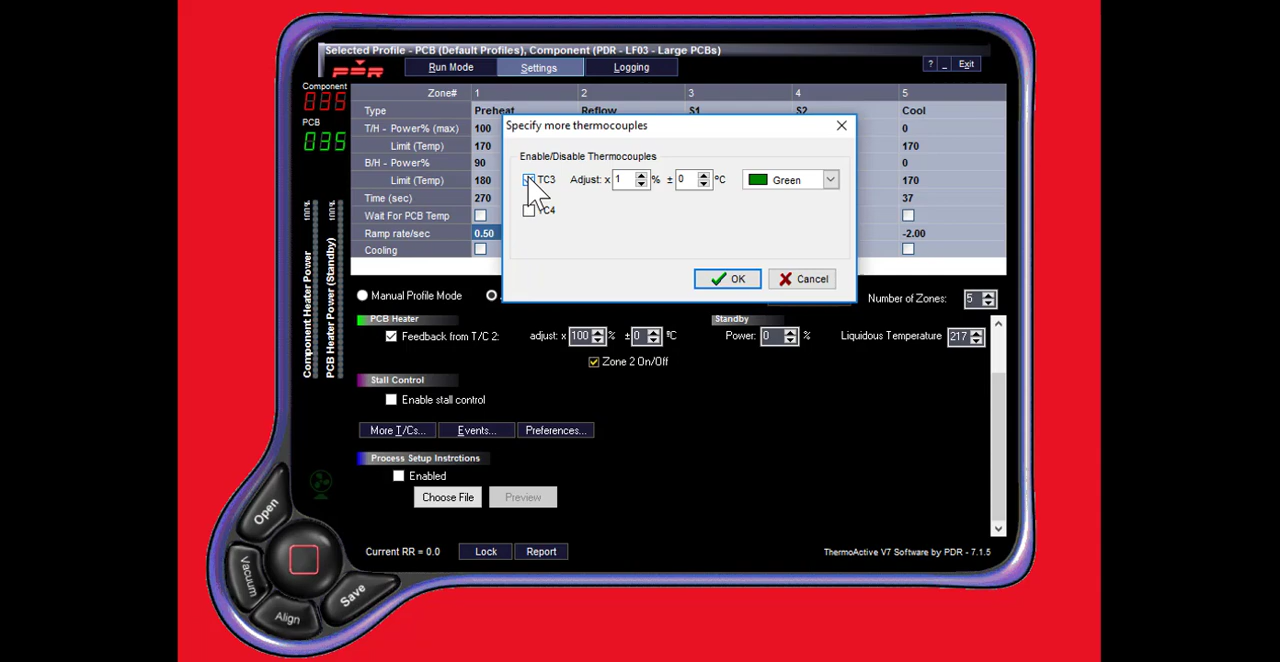 Selected Profile - PCB (Default Profiles), Component (PDR - LF03 - Large PCBs)
PDR
Run Mode Settings Logging ? _ Exit
Component
035
PCB
035
Zone# 1 2 3 4 5
Type Preheat Reflow S1 S2 Cool
T/H - Power% (max) 100 0
Limit (Temp) 170 170
B/H - Power% 90 0
Limit (Temp) 180 170
Time (sec) 270 37
Wait For PCB Temp
Ramp rate/sec 0.50 -2.00
Cooling
Specify more thermocouples
Enable/Disable Thermocouples
TC3 Adjust: x 1 % ± 0 ºC Green
TC4
OK Cancel
100% 100%
Component Heater Power
PCB Heater Power (Standby)
Manual Profile Mode Number of Zones: 5
PCB Heater Standby
Feedback from T/C 2: adjust: x 100 % ± 0 ºC Power: 0 % Liquidous Temperature 217
Zone 2 On/Off
Stall Control
Enable stall control
More T/Cs... Events... Preferences...
Process Setup Instrctions
Enabled
Choose File Preview
Current RR = 0.0 Lock Report ThermoActive V7 Software by PDR - 7.1.5
Open
Vacuum
Align
Save